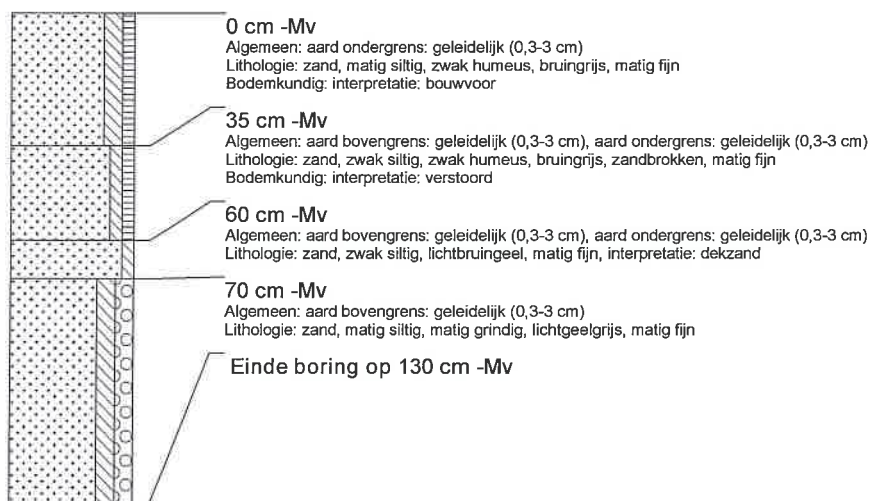 0 cm -Mv
Algemeen: aard ondergrens: geleidelijk (0,3-3 cm)
Lithologie: zand, matig siltig, zwak humeus, bruingrijs, matig fijn
Bodemkundig: interpretatie: bouwvoor
35 cm -Mv
Algemeen: aard bovengrens: geleidelijk (0,3-3 cm), aard ondergrens: geleidelijk (0,3-3 cm)
Lithologie: zand, zwak siltig, zwak humeus, bruingrijs, zandbrokken, matig fijn
Bodemkundig: interpretatie: verstoord
60 cm -Mv
Algemeen: aard bovengrens: geleidelijk (0,3-3 cm), aard ondergrens: geleidelijk (0,3-3 cm)
Lithologie: zand, zwak siltig, lichtbruingeel, matig fijn, interpretatie: dekzand
70 cm -Mv
Algemeen: aard bovengrens: geleidelijk (0,3-3 cm)
Lithologie: zand, matig siltig, matig grindig, lichtgeelgrijs, matig fijn
Einde boring op 130 cm -Mv